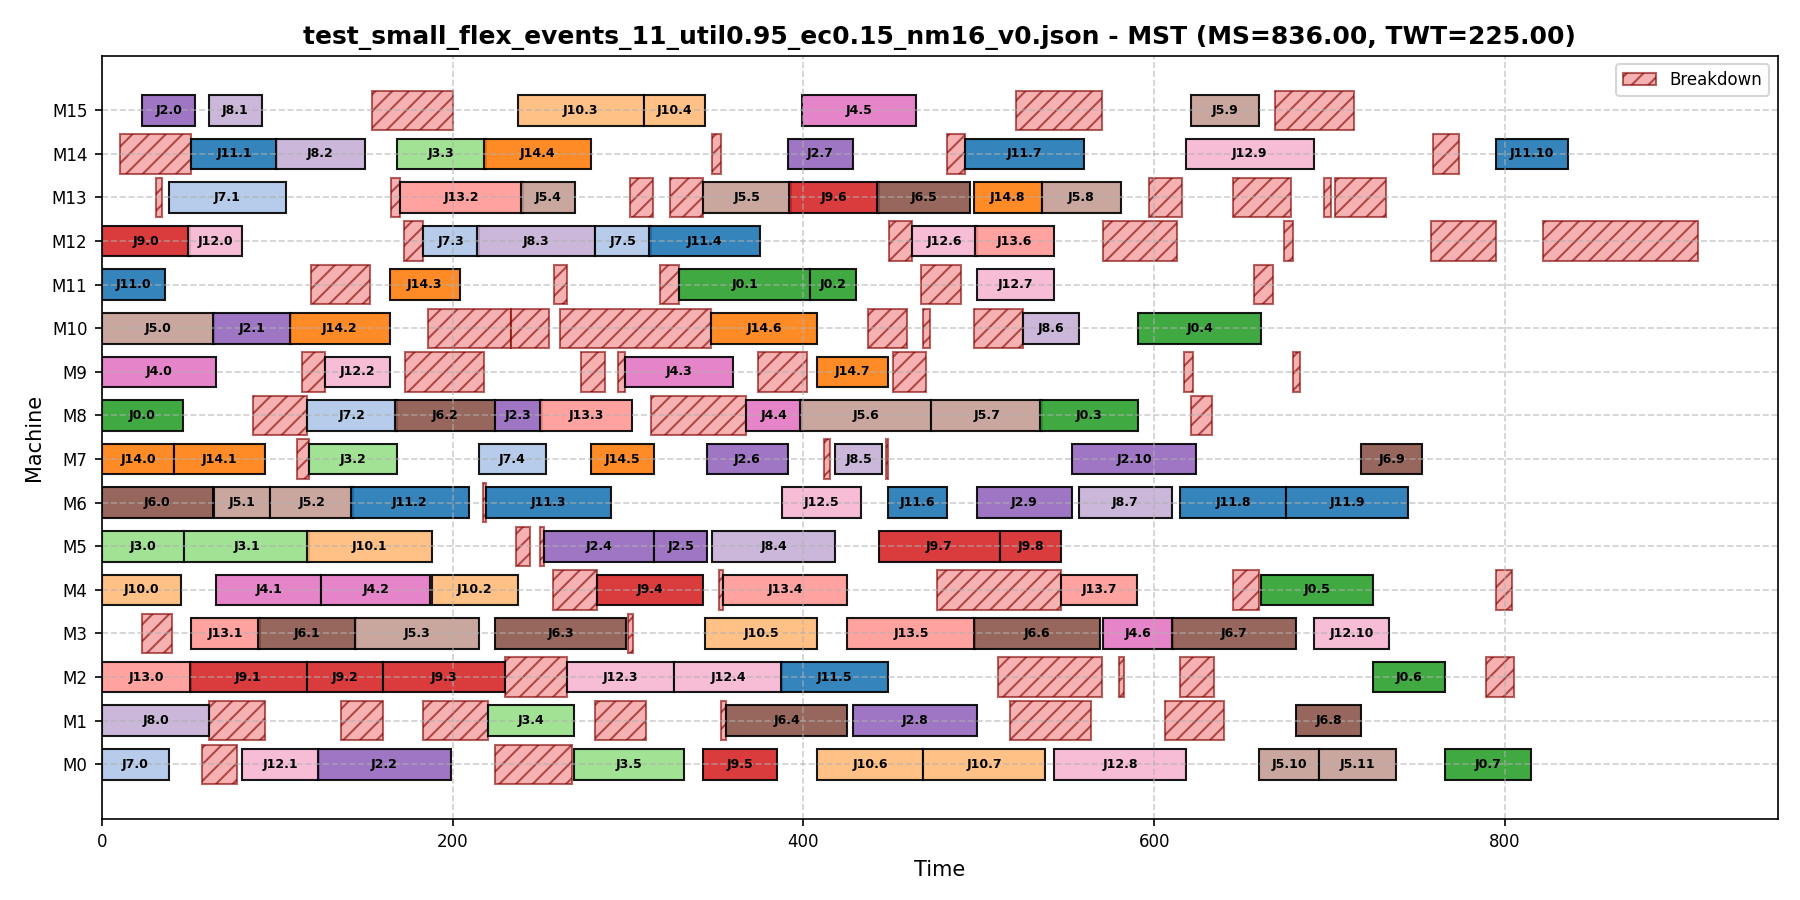 test_small_flex_events_11_util0.95_ec0.15_nm16_v0.json - MST (MS=836.00, TWT=225.00)
Breakdown
M15 J2.0 J8.1 J10.3 J10.4 J4.5 J5.9
M14 J11.1 J8.2 J3.3 J14.4 J2.7 J11.7 J12.9 J11.10
M13 J7.1 J13.2 J5.4 J5.5 J9.6 J6.5 J14.8 J5.8
M12 J9.0 J12.0 J7.3 J8.3 J7.5 J11.4 J12.6 J13.6
M11 J11.0 J14.3 J0.1 J0.2 J12.7
M10 J5.0 J2.1 J14.2 J14.6 J8.6 J0.4
M9 J4.0 J12.2 J4.3 J14.7
M8 J0.0 J7.2 J6.2 J2.3 J13.3 J4.4 J5.6 J5.7 J0.3
M7 J14.0 J14.1 J3.2 J7.4 J14.5 J2.6 J8.5 J2.10 J6.9
M6 J6.0 J5.1 J5.2 J11.2 J11.3 J12.5 J11.6 J2.9 J8.7 J11.8 J11.9
M5 J3.0 J3.1 J10.1 J2.4 J2.5 J8.4 J9.7 J9.8
M4 J10.0 J4.1 J4.2 J10.2 J9.4 J13.4 J13.7 J0.5
M3 J13.1 J6.1 J5.3 J6.3 J10.5 J13.5 J6.6 J4.6 J6.7 J12.10
M2 J13.0 J9.1 J9.2 J9.3 J12.3 J12.4 J11.5 J0.6
M1 J8.0 J3.4 J6.4 J2.8 J6.8
M0 J7.0 J12.1 J2.2 J3.5 J9.5 J10.6 J10.7 J12.8 J5.10 J5.11 J0.7
0 200 400 600 800
Time
Machine